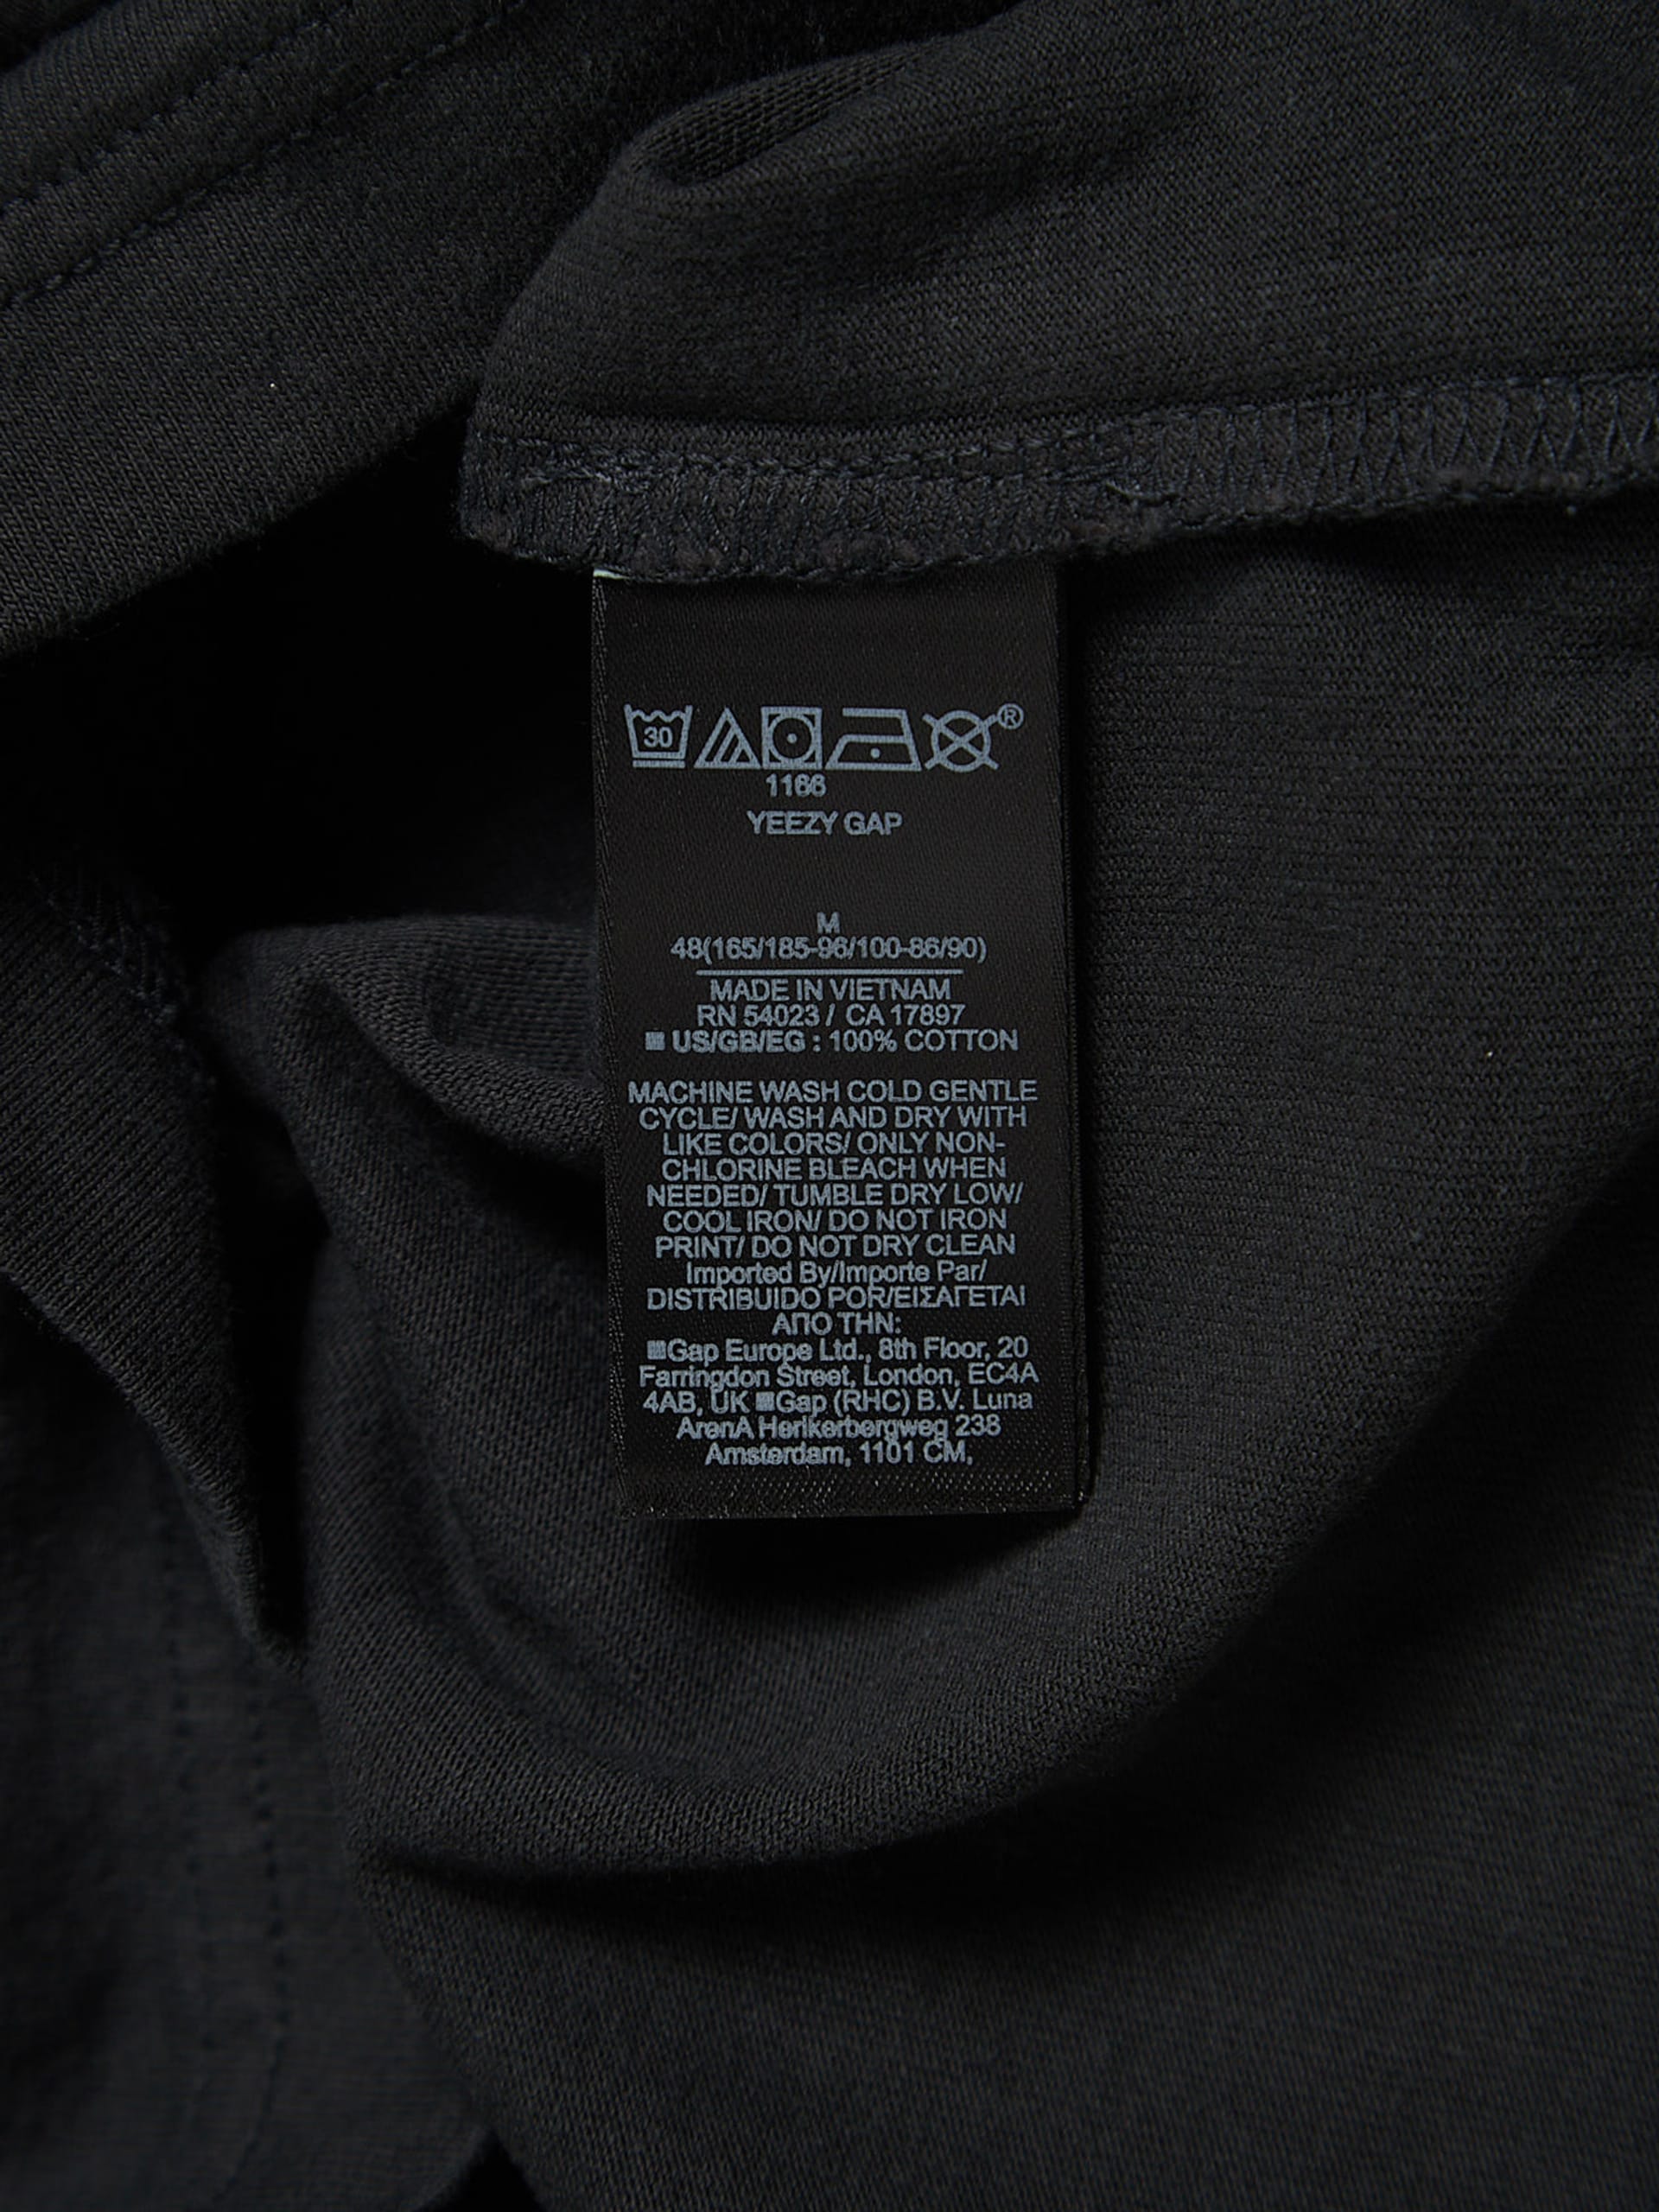 30 ®
1166
YEEZY GAP
M
48(165/185-96/100-86/90)
MADE IN VIETNAM
RN 54023 / CA 17897
US/GB/EG : 100% COTTON
MACHINE WASH COLD GENTLE
CYCLE/ WASH AND DRY WITH
LIKE COLORS/ ONLY NON-
CHLORINE BLEACH WHEN
NEEDED/ TUMBLE DRY LOW/
COOL IRON/ DO NOT IRON
PRINT/ DO NOT DRY CLEAN
Imported By/Importe Par/
DISTRIBUIDO POR/ΕΙΣΑΓΕΤΑΙ
ΑΠΟ ΤΗΝ:
Gap Europe Ltd., 8th Floor, 20
Farringdon Street, London, EC4A
4AB, UK Gap (RHC) B.V. Luna
ArenA Herikerbergweg 238
Amsterdam, 1101 CM,